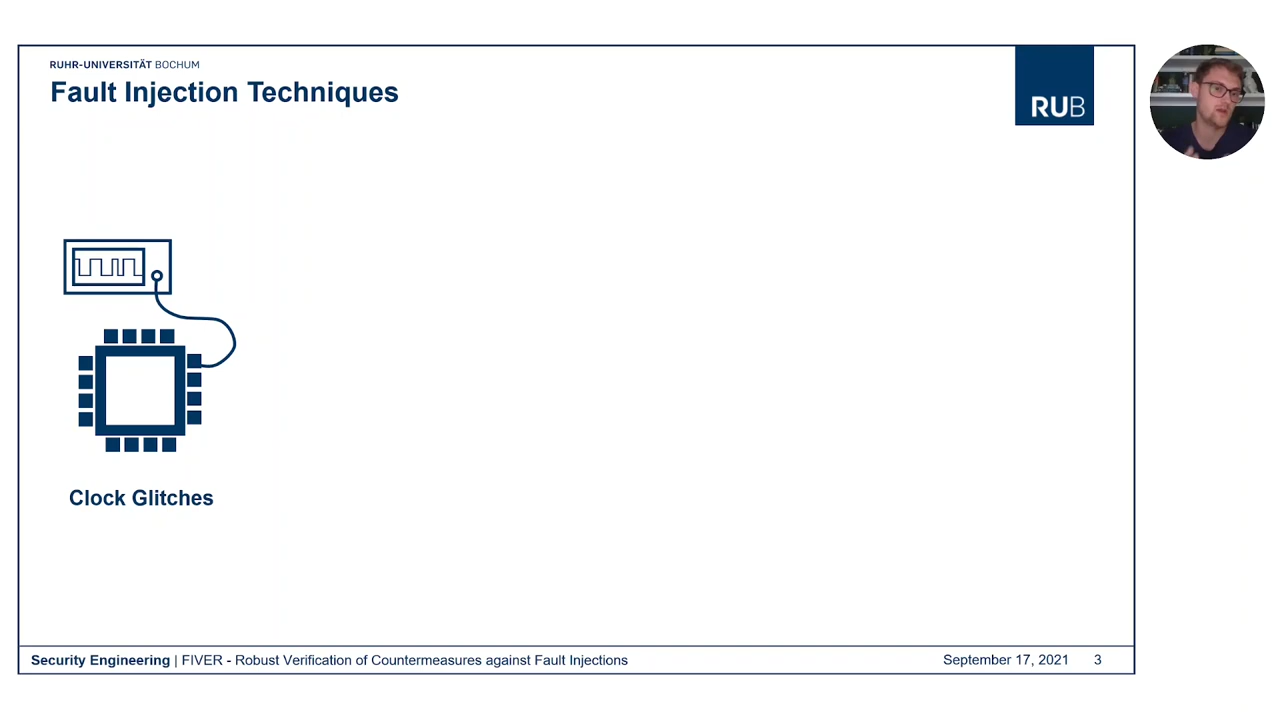 RUHR-UNIVERSITÄT BOCHUM
Fault Injection Techniques
RUB
Clock Glitches
Security Engineering | FIVER - Robust Verification of Countermeasures against Fault Injections
September 17, 2021 3